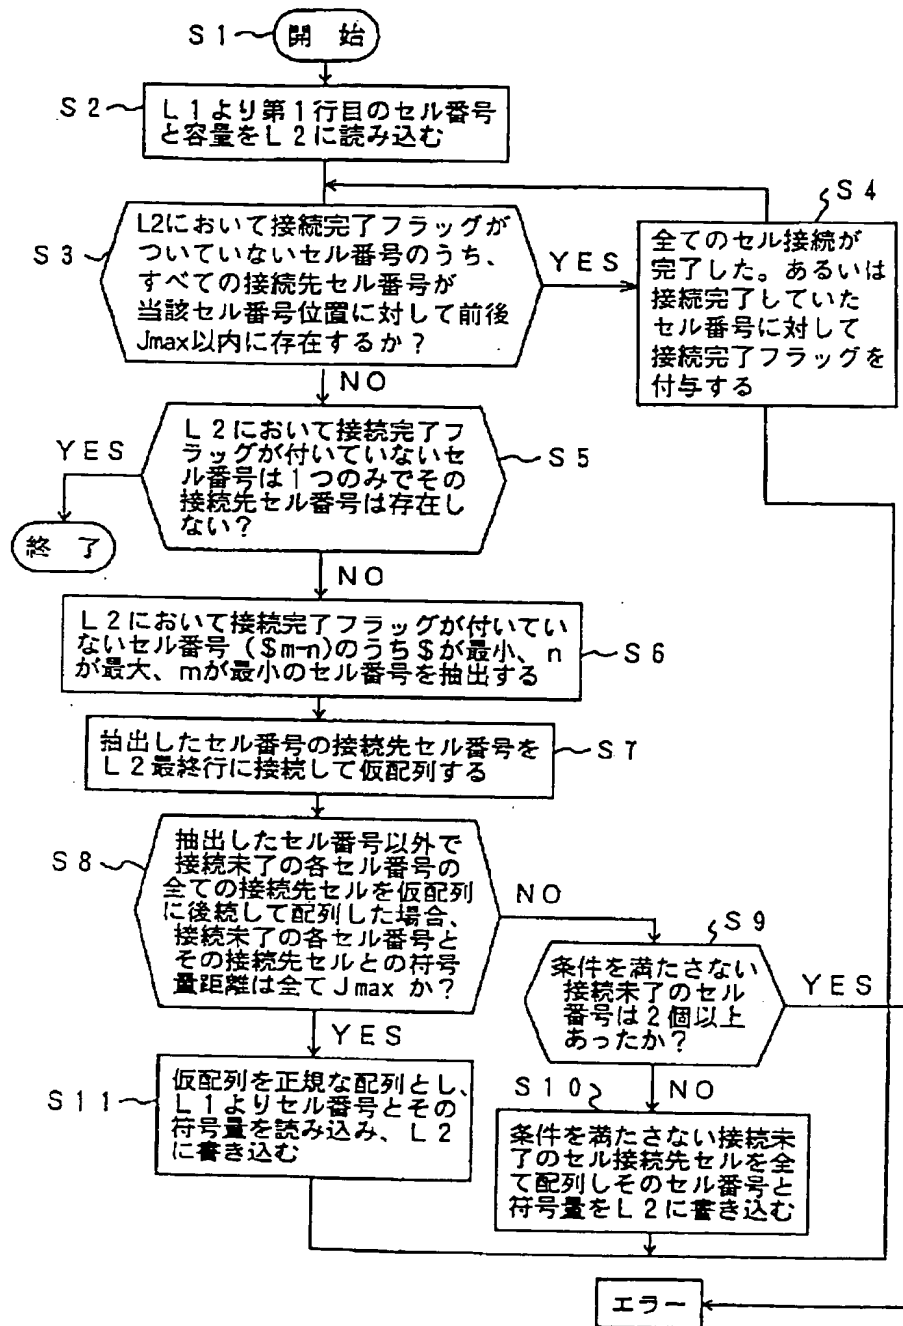 S1
開 始
S2
L1より第1行目のセル番号
と容量をL2に読み込む
S3
L2において接続完了フラッグが
ついていないセル番号のうち、
すべての接続先セル番号が
当該セル番号位置に対して前後
Jmax以内に存在するか？
YES
S4
全てのセル接続が
完了した。あるいは
接続完了していた
セル番号に対して
接続完了フラッグを
付与する
NO
YES
L2において接続完了フ
ラッグが付いていないセ
ル番号は1つのみでその
接続先セル番号は存在し
ない？
S5
終 了
NO
L2において接続完了フラッグが付いてい
ないセル番号($m-n)のうち$が最小、n
が最大、mが最小のセル番号を抽出する
S6
抽出したセル番号の接続先セル番号を
L2最終行に接続して仮配列する
S7
S8
抽出したセル番号以外で
接続未了の各セル番号の
全ての接続先セルを仮配列
に後続して配列した場合、
接続未了の各セル番号と
その接続先セルとの符号
量距離は全てJmax か？
NO
S9
条件を満たさない
接続未了のセル
番号は2個以上
あったか？
YES
YES
S11
仮配列を正規な配列とし、
L1よりセル番号とその
符号量を読み込み、L2
に書き込む
S10
NO
条件を満たさない接続未
了のセル接続先セルを全
て配列しそのセル番号と
符号量をL2に書き込む
エラー